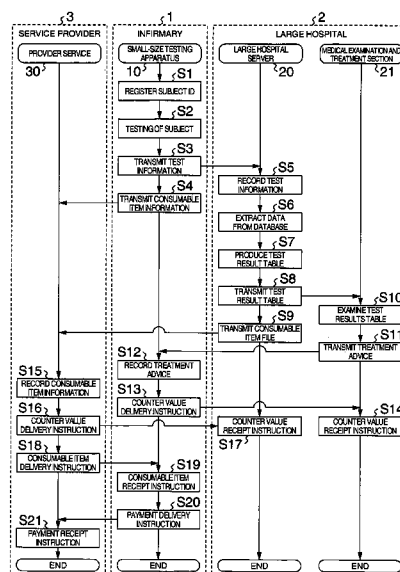 3
1
2
SERVICE PROVIDER
INFIRMARY
LARGE HOSPITAL
PROVIDER SERVICE
SMALL-SIZE TESTING
APPARATUS
LARGE HOSPITAL
SERVER
MEDICAL EXAMINATION AND
TREATMENT SECTION
30
10
20
21
S1
REGISTER SUBJECT ID
S2
TESTING OF SUBJECT
S3
TRANSMIT TEST
INFORMATION
S5
RECORD TEST
INFORMATION
S4
TRANSMIT CONSUMABLE
ITEM INFORMATION
S6
EXTRACT DATA
FROM DATABASE
S7
PRODUCE TEST
RESULT TABLE
S8
TRANSMIT TEST
RESULT TABLE
S10
EXAMINE TEST
RESULTS TABLE
S9
TRANSMIT CONSUMABLE
ITEM FILE
S11
TRANSMIT TREATMENT
ADVICE
S12
RECORD TREATMENT
ADVICE
S15
RECORD CONSUMABLE
ITEM INFORMATION
S13
COUNTER VALUE
DELIVERY INSTRUCTION
S14
COUNTER VALUE
RECEIPT INSTRUCTION
S16
COUNTER VALUE
DELIVERY INSTRUCTION
COUNTER VALUE
RECEIPT INSTRUCTION
S17
S18
CONSUMABLE ITEM
DELIVERY INSTRUCTION
S19
CONSUMABLE ITEM
RECEIPT INSTRUCTION
S20
PAYMENT DELIVERY
INSTRUCTION
S21
PAYMENT RECEIPT
INSTRUCTION
END
END
END
END